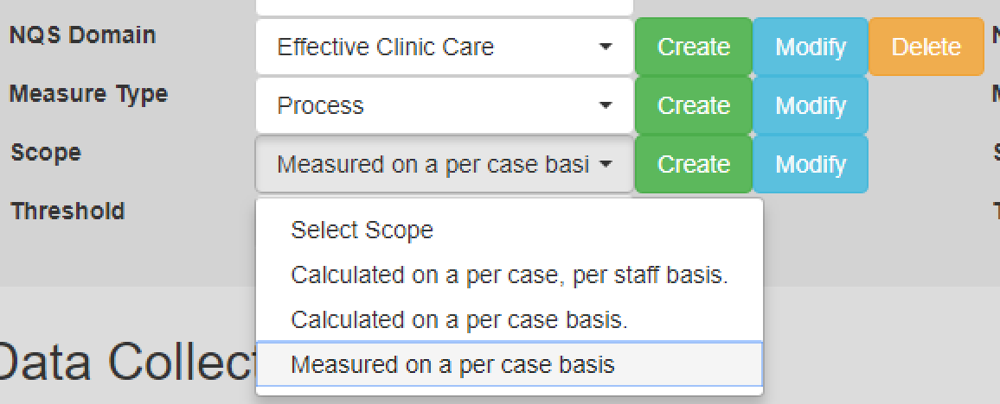 NQS Domain Effective Clinic Care Create Modify Delete
Measure Type Process Create Modify
Scope Measured on a per case basi Create Modify
Threshold
Select Scope
Calculated on a per case, per staff basis.
Calculated on a per case basis.
Measured on a per case basis
Data Collect